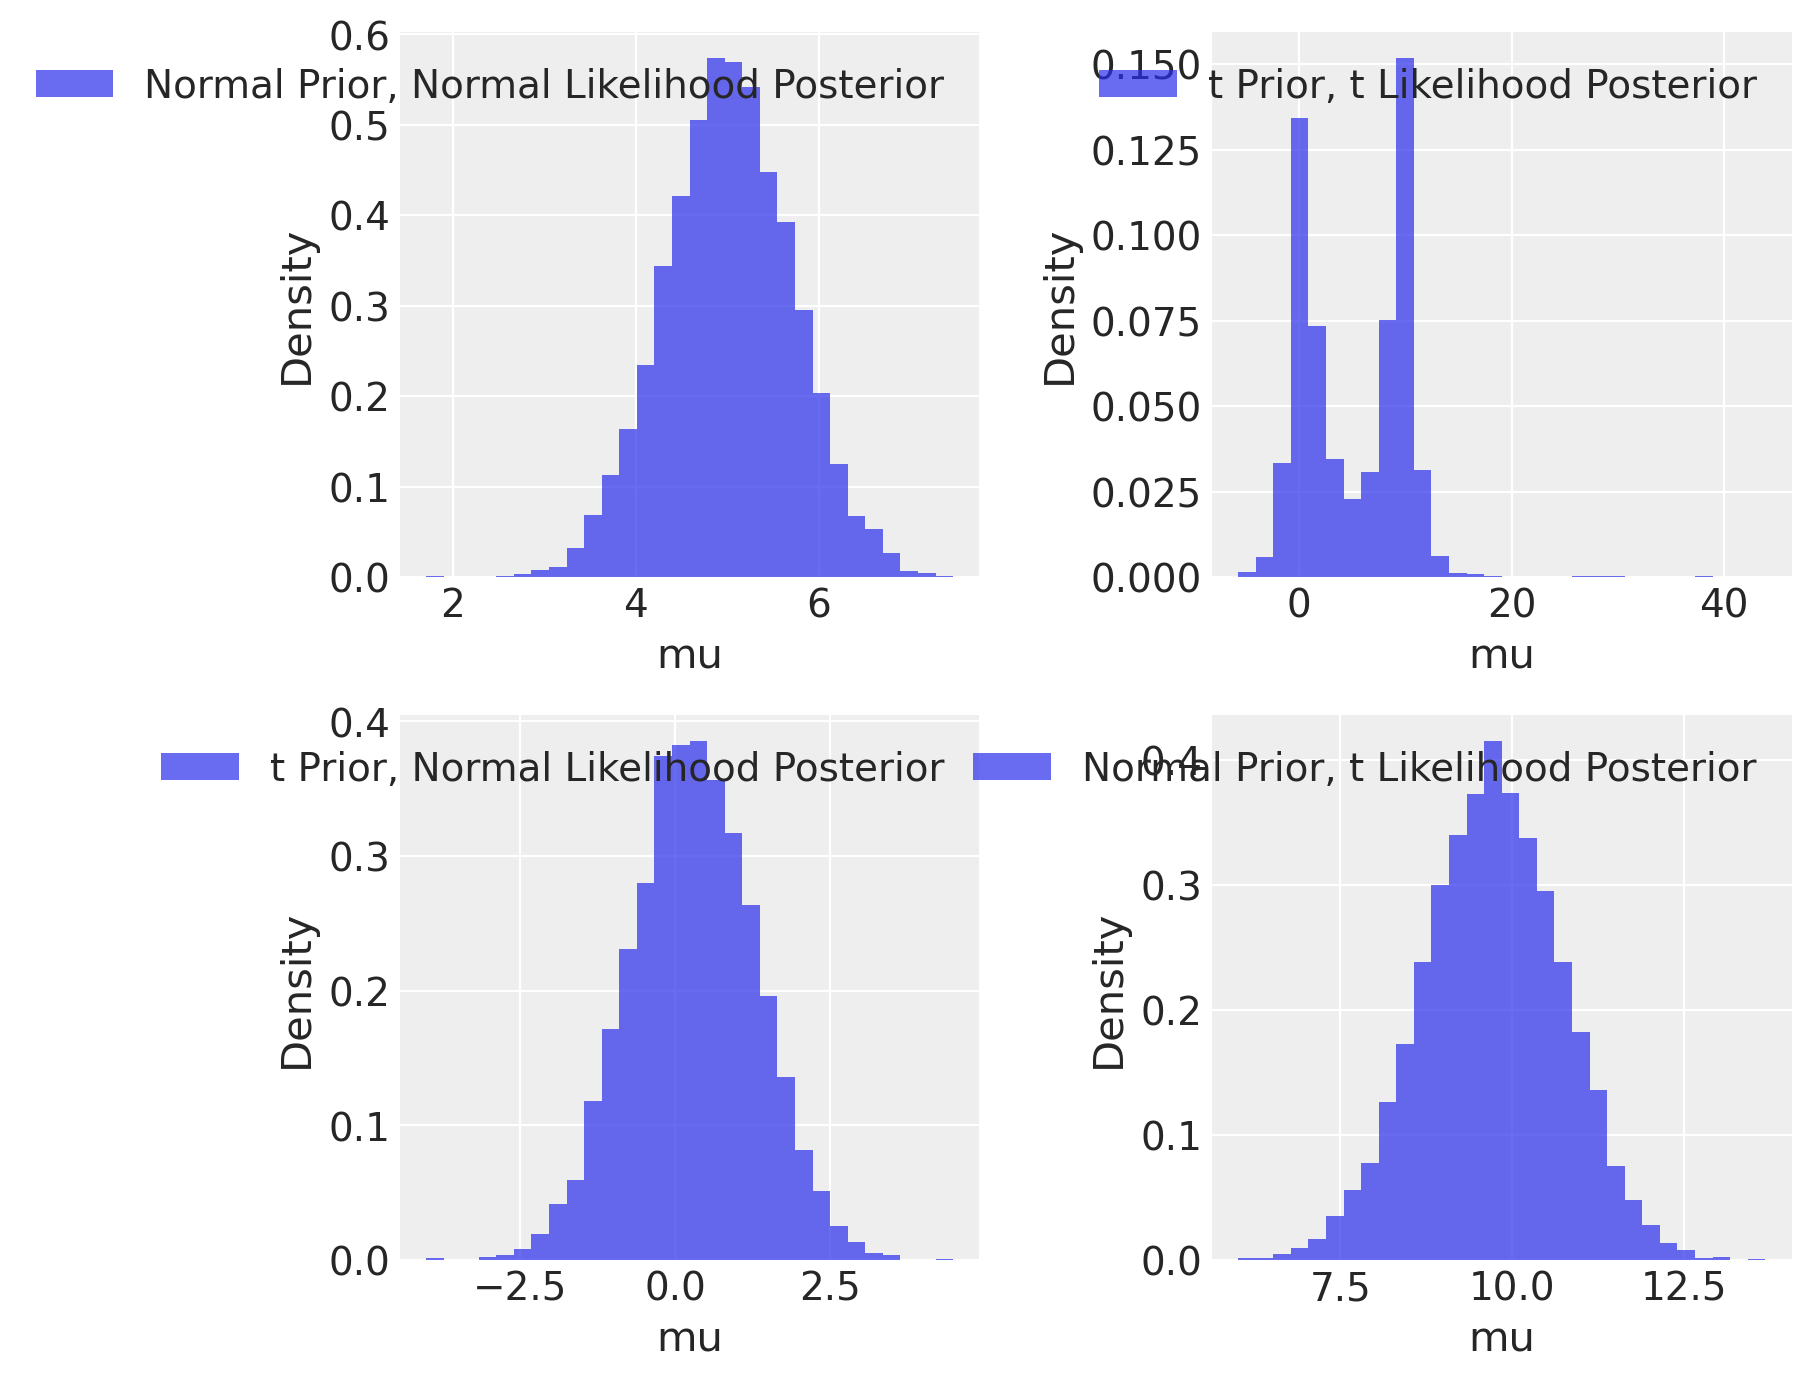 Normal Prior, Normal Likelihood Posterior
0.6
0.5
0.4
0.3
0.2
0.1
0.0
Density
2 4 6
mu
t Prior, t Likelihood Posterior
0.150
0.125
0.100
0.075
0.050
0.025
0.000
Density
0 20 40
mu
t Prior, Normal Likelihood Posterior
0.4
0.3
0.2
0.1
0.0
Density
−2.5 0.0 2.5
mu
Normal Prior, t Likelihood Posterior
0.4
0.3
0.2
0.1
0.0
Density
7.5 10.0 12.5
mu